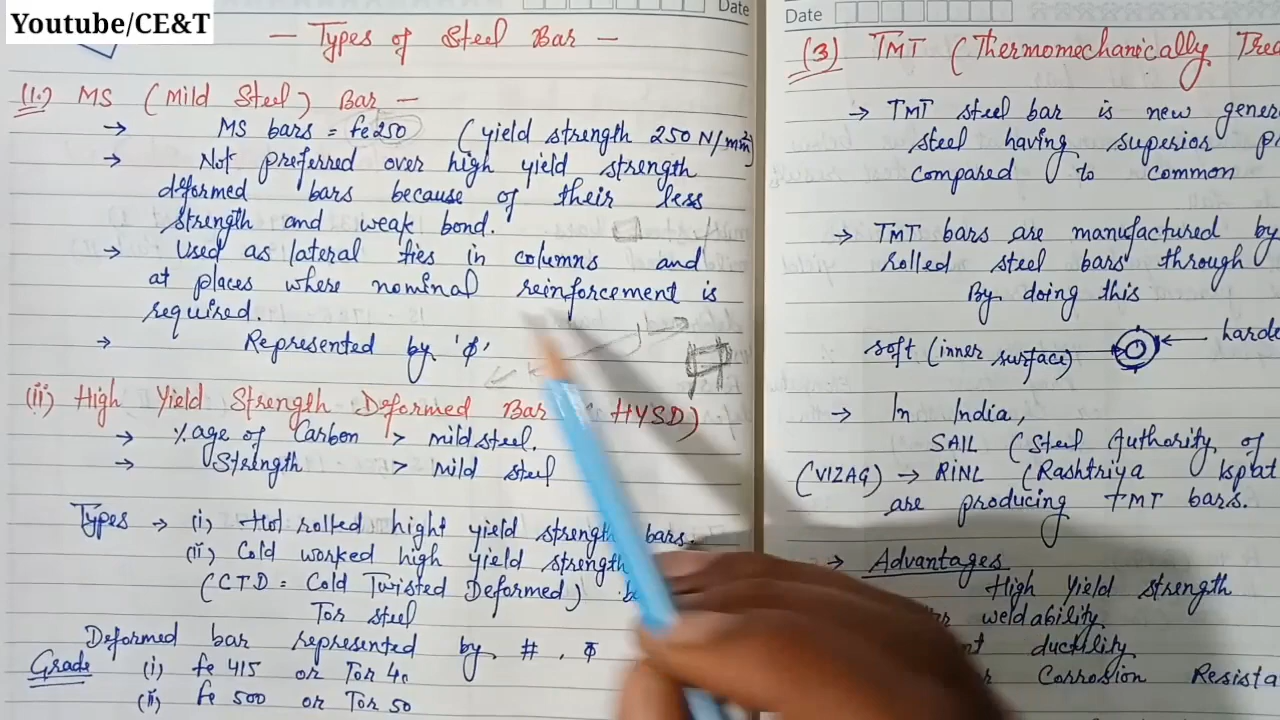 Youtube/CE&T
Date
— Types of Steel Bar —
(1.) MS (Mild Steel) Bar —
→ MS bars = fe250 (yield strength 250 N/mm²)
→ Not preferred over high yield strength
deformed bars because of their less
strength and weak bond.
→ Used as lateral ties in columns and
at places where nominal reinforcement is
required.
→ Represented by 'ϕ'
(ii) High Yield Strength Deformed Bar HYSD)
→ %age of Carbon > mild steel.
→ Strength > mild steel
Types → (i) Hot rolled hight yield strength bars.
(ii) Cold worked high yield strength
(CTD = Cold Twisted Deformed)
Tor steel
Deformed bar represented by #, Φ
Grade (i) fe 415 or Tor 40
(ii) fe 500 or Tor 50
Date
(3) TMT (Thermomechanically Trea
→ TMT steel bar is new gener
steel having superior p
compared to common
→ TMT bars are manufactured by
rolled steel bars through
By doing this
soft (inner surface) → ← harde
→ In India,
SAIL (Steel Authority of
(VIZAG) → RINL (Rashtriya Ispat
are producing TMT bars.
→ Advantages
High Yield strength
weldability.
ductility
Corrosion Resista